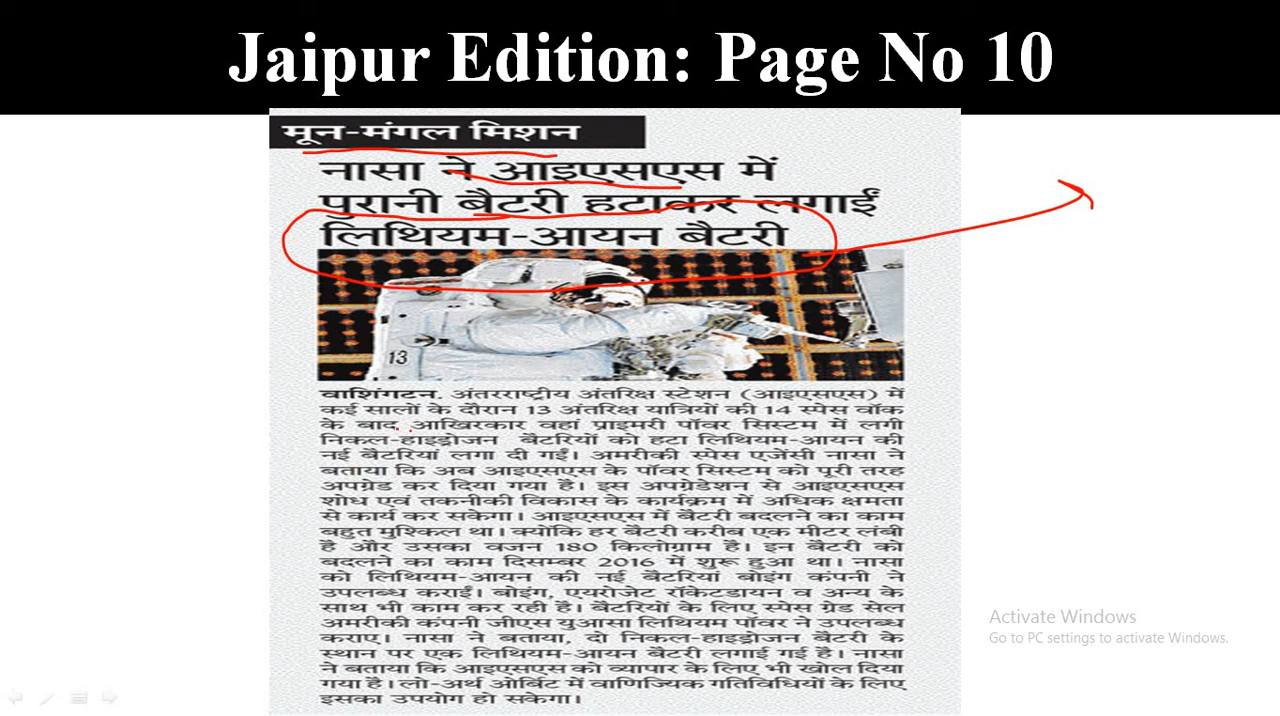 Jaipur Edition: Page No 10
मून-मंगल मिशन
नासा ने आइएसएस में
पुरानी बैटरी हटाकर लगाईं
लिथियम-आयन बैटरी
13
वाशिंगटन. अंतरराष्ट्रीय अंतरिक्ष स्टेशन (आइएसएस) में
कई सालों के दौरान 13 अंतरिक्ष यात्रियों की 14 स्पेस वॉक
के बाद आखिरकार वहां प्राइमरी पॉवर सिस्टम में लगी
निकल-हाइड्रोजन बैटरियों को हटा लिथियम-आयन की
नई बैटरियां लगा दी गईं। अमरीकी स्पेस एजेंसी नासा ने
बताया कि अब आइएसएस के पॉवर सिस्टम को पूरी तरह
अपग्रेड कर दिया गया है। इस अपग्रेडेशन से आइएसएस
शोध एवं तकनीकी विकास के कार्यक्रम में अधिक क्षमता
से कार्य कर सकेगा। आइएसएस में बैटरी बदलने का काम
बहुत मुश्किल था। क्योंकि हर बैटरी करीब एक मीटर लंबी
है और उसका वजन 180 किलोग्राम है। इन बैटरी को
बदलने का काम दिसम्बर 2016 में शुरू हुआ था। नासा
को लिथियम-आयन की नई बैटरियां बोइंग कंपनी ने
उपलब्ध कराईं। बोइंग, एयरोजेट रॉकेटडायन व अन्य के
साथ भी काम कर रही है। बैटरियों के लिए स्पेस ग्रेड सेल
अमरीकी कंपनी जीएस युआसा लिथियम पॉवर ने उपलब्ध
कराए। नासा ने बताया, दो निकल-हाइड्रोजन बैटरी के
स्थान पर एक लिथियम-आयन बैटरी लगाई गई है। नासा
ने बताया कि आइएसएस को व्यापार के लिए भी खोल दिया
गया है। लो-अर्थ ऑर्बिट में वाणिज्यिक गतिविधियों के लिए
इसका उपयोग हो सकेगा।
Activate Windows
Go to PC settings to activate Windows.